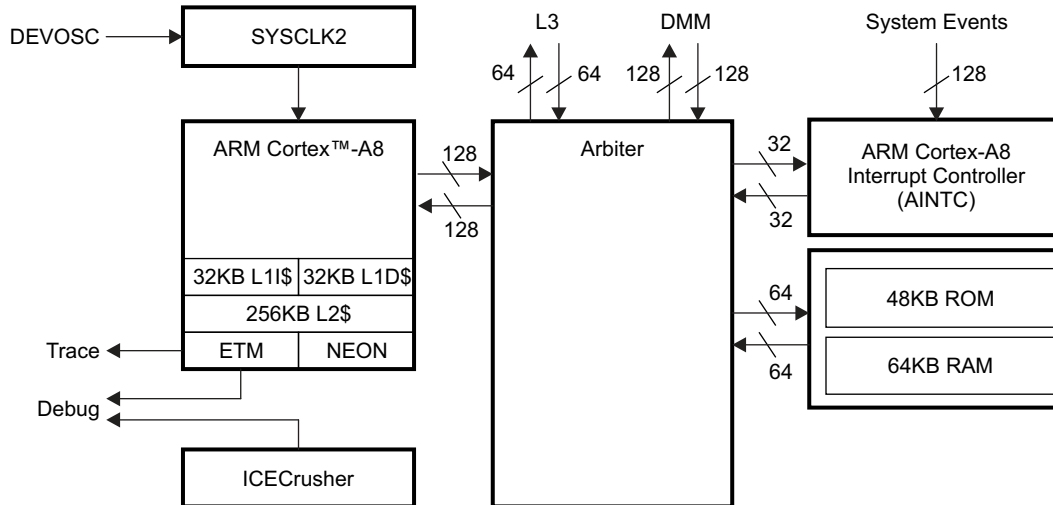 DEVOSC
SYSCLK2
L3
DMM
System Events
64
64
128
128
128
ARM Cortex™-A8
128
128
Arbiter
32
32
ARM Cortex-A8
Interrupt Controller
(AINTC)
32KB L1I$
32KB L1D$
256KB L2$
ETM
NEON
64
64
48KB ROM
64KB RAM
Trace
Debug
ICECrusher